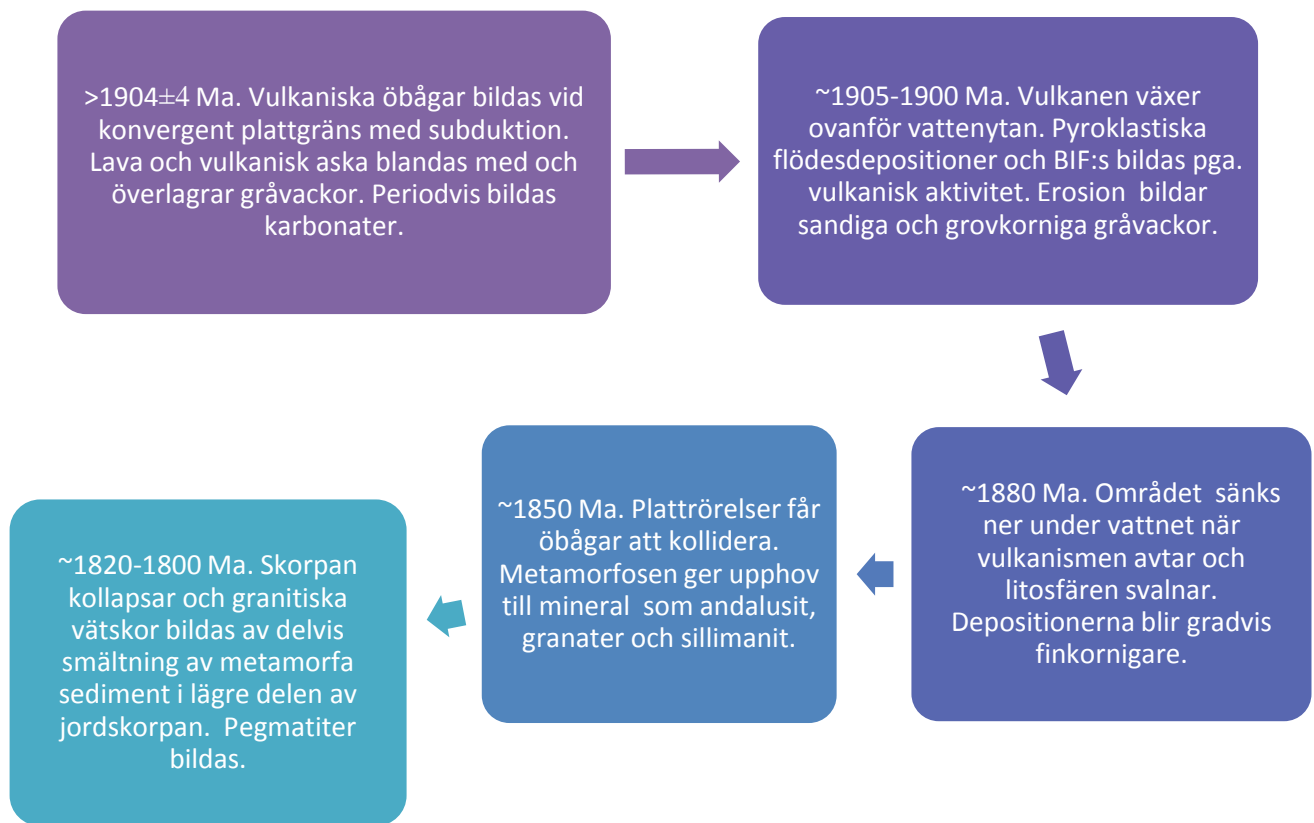 >1904±4 Ma. Vulkaniska öbågar bildas vid
konvergent plattgräns med subduktion.
Lava och vulkanisk aska blandas med och
överlagrar gråvackor. Periodvis bildas
karbonater.
~1905-1900 Ma. Vulkanen växer
ovanför vattenytan. Pyroklastiska
flödesdepositioner och BIF:s bildas pga.
vulkanisk aktivitet. Erosion bildar
sandiga och grovkorniga gråvackor.
~1880 Ma. Området sänks
ner under vattnet när
vulkanismen avtar och
litosfären svalnar.
Depositionerna blir gradvis
finkornigare.
~1850 Ma. Plattrörelser får
öbågar att kollidera.
Metamorfosen ger upphov
till mineral som andalusit,
granater och sillimanit.
~1820-1800 Ma. Skorpan
kollapsar och granitiska
vätskor bildas av delvis
smältning av metamorfa
sediment i lägre delen av
jordskorpan. Pegmatiter
bildas.